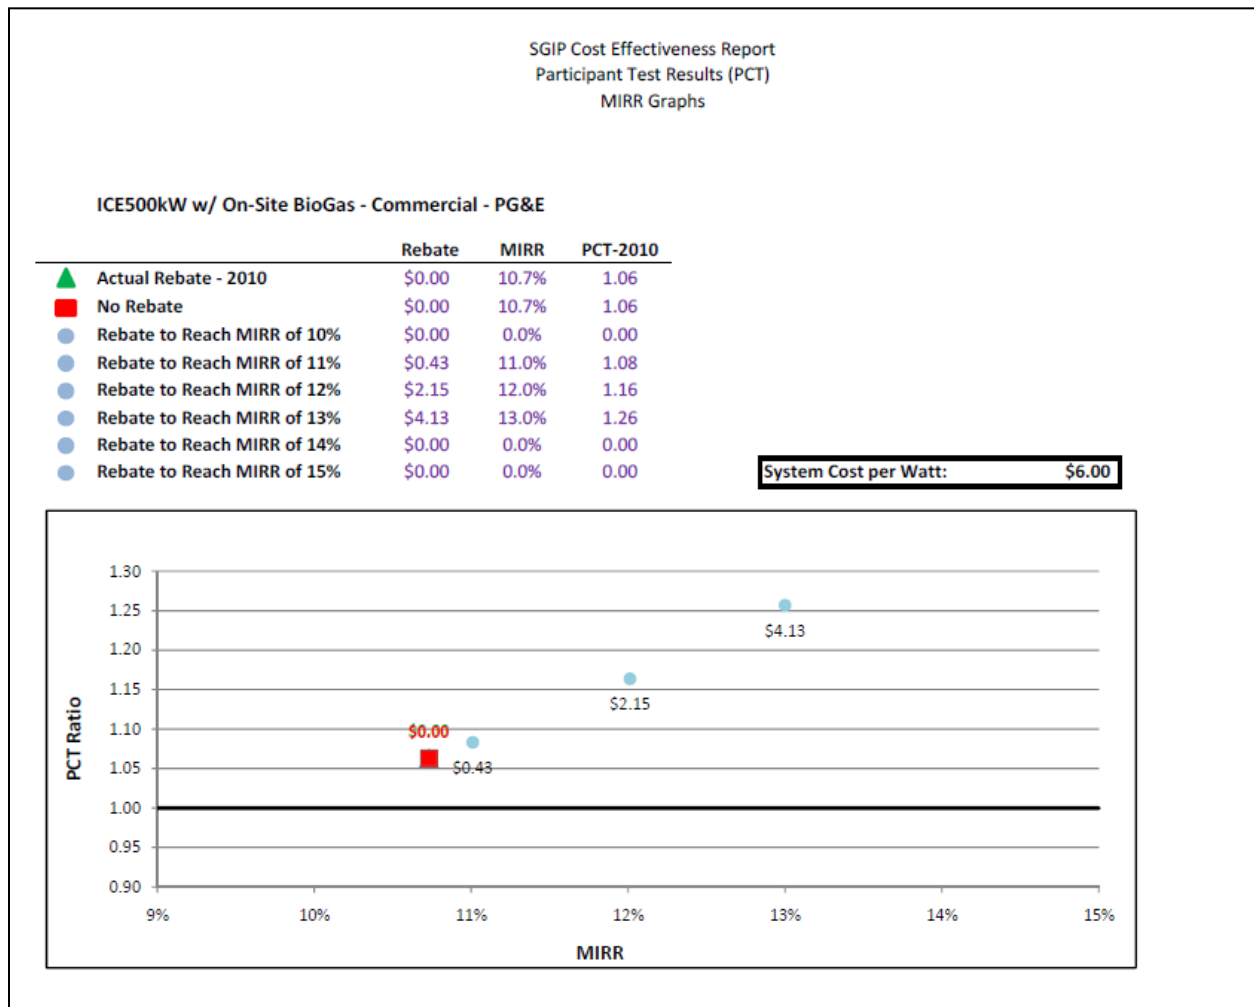 SGIP Cost Effectiveness Report
Participant Test Results (PCT)
MIRR Graphs
ICE500kW w/ On-Site BioGas - Commercial - PG&E
Rebate MIRR PCT-2010
Actual Rebate - 2010 $0.00 10.7% 1.06
No Rebate $0.00 10.7% 1.06
Rebate to Reach MIRR of 10% $0.00 0.0% 0.00
Rebate to Reach MIRR of 11% $0.43 11.0% 1.08
Rebate to Reach MIRR of 12% $2.15 12.0% 1.16
Rebate to Reach MIRR of 13% $4.13 13.0% 1.26
Rebate to Reach MIRR of 14% $0.00 0.0% 0.00
Rebate to Reach MIRR of 15% $0.00 0.0% 0.00
System Cost per Watt: $6.00
1.30
1.25
$4.13
1.20
1.15
$2.15
1.10
$0.00
1.05
$0.43
1.00
0.95
0.90
PCT Ratio
9% 10% 11% 12% 13% 14% 15%
MIRR